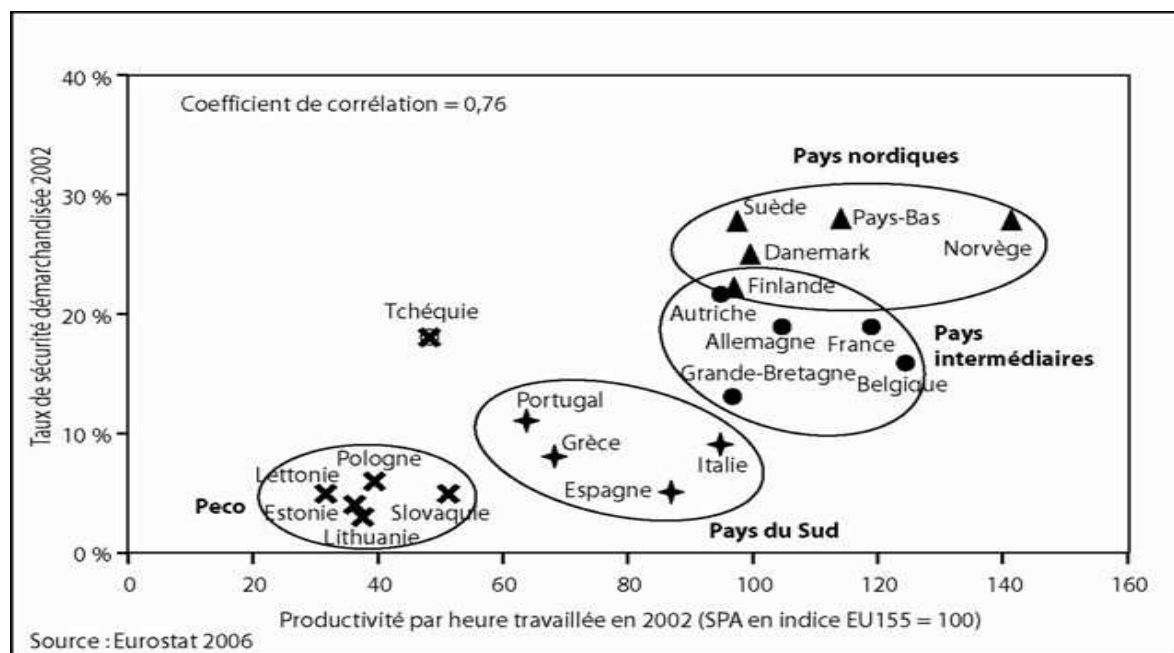 Taux de sécurité démarchandisée 2002
40 %
30 %
20 %
10 %
0 %
Coefficient de corrélation = 0,76
Pays nordiques
Suède
Pays-Bas
Danemark
Norvège
Finlande
Tchéquie
Autriche
Allemagne
France
Pays
intermédiaires
Grande-Bretagne
Belgique
Portugal
Grèce
Italie
Espagne
Pays du Sud
Pologne
Lettonie
Peco
Estonie
Slovaquie
Lithuanie
0 20 40 60 80 100 120 140 160
Productivité par heure travaillée en 2002 (SPA en indice EU155 = 100)
Source : Eurostat 2006